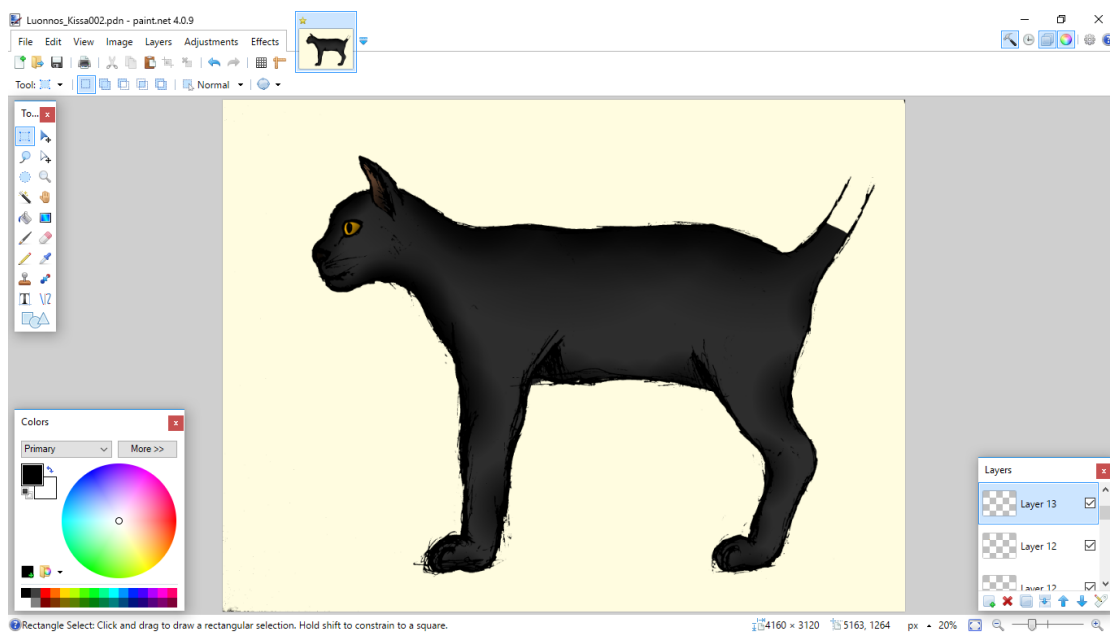 Luonnos_Kissa002.pdn - paint.net 4.0.9
File Edit View Image Layers Adjustments Effects
Tool: Normal
To...
Colors
Primary More >>
Layers
Layer 13
Layer 12
Layer 12
Rectangle Select: Click and drag to draw a rectangular selection. Hold shift to constrain to a square. 4160 × 3120 5163, 1264 px 20%